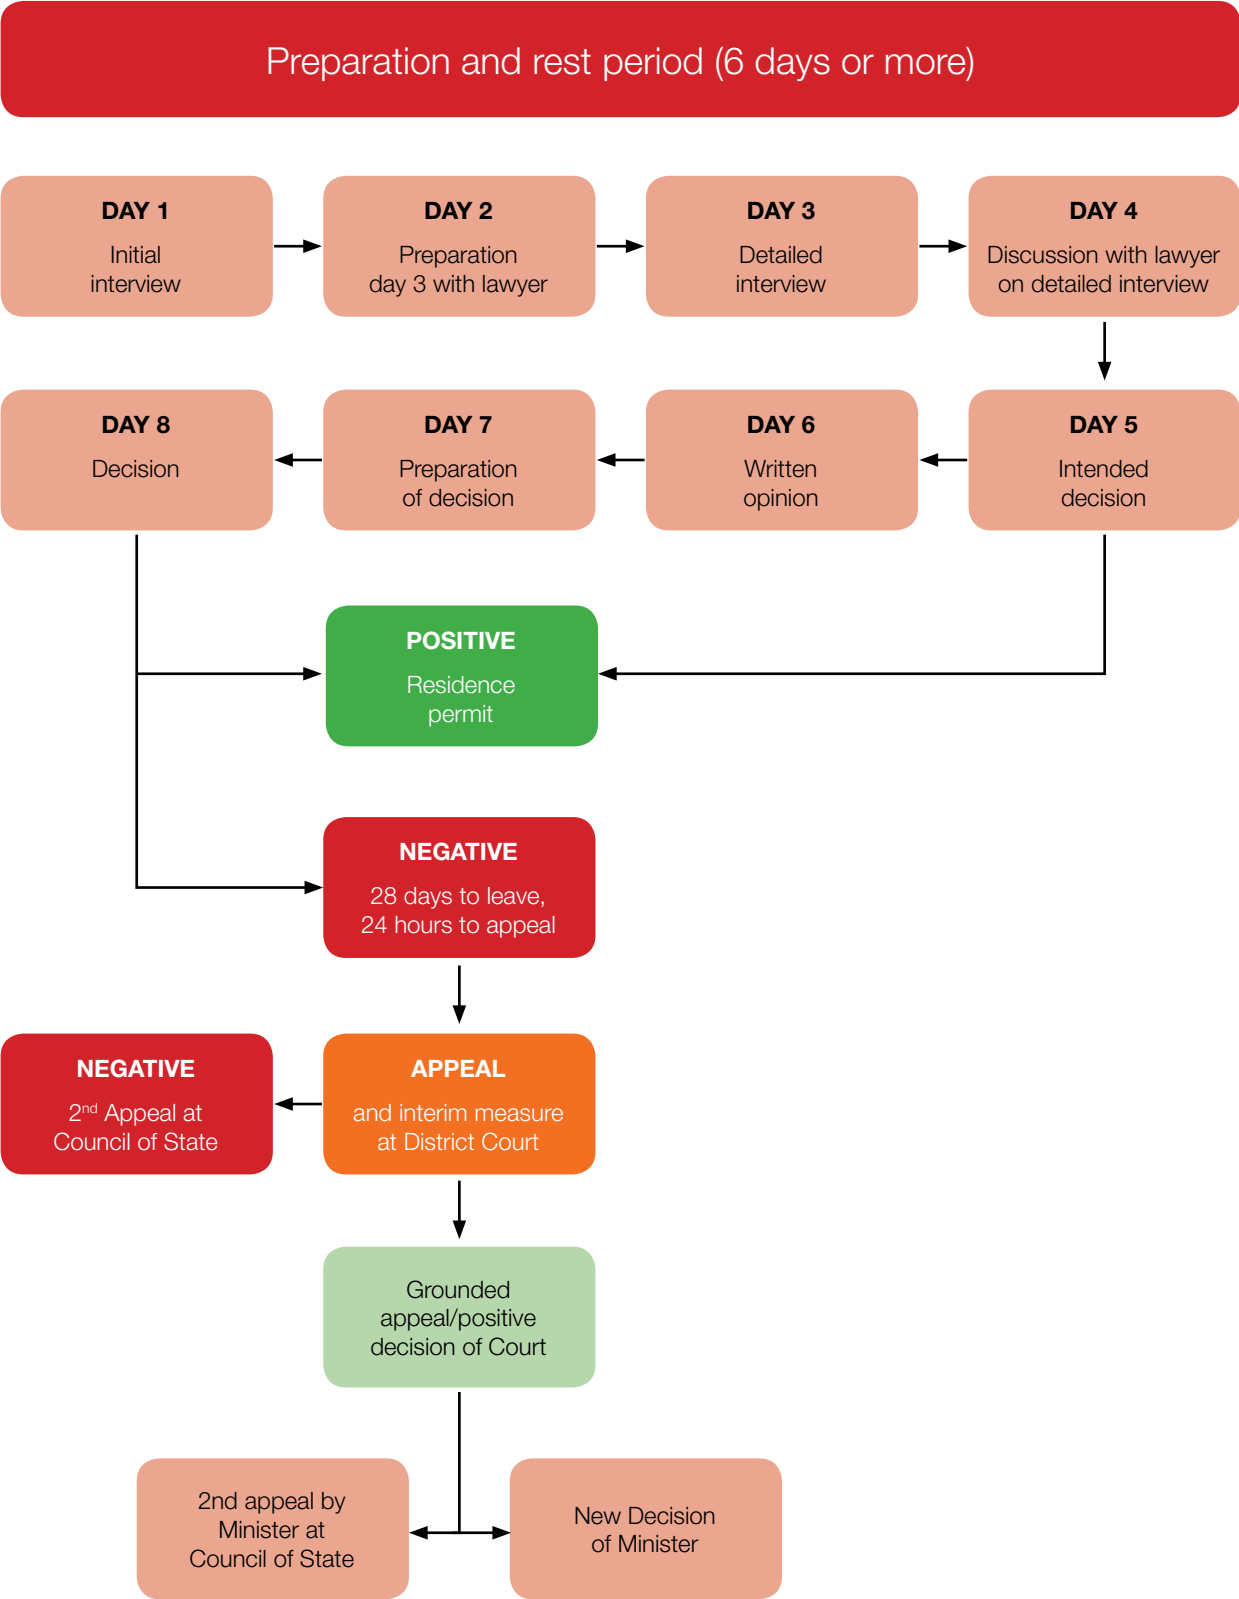 Preparation and rest period (6 days or more)
DAY 1
Initial
interview
DAY 2
Preparation
day 3 with lawyer
DAY 3
Detailed
interview
DAY 4
Discussion with lawyer
on detailed interview
DAY 8
Decision
DAY 7
Preparation
of decision
DAY 6
Written
opinion
DAY 5
Intended
decision
POSITIVE
Residence
permit
NEGATIVE
28 days to leave,
24 hours to appeal
NEGATIVE
2nd Appeal at
Council of State
APPEAL
and interim measure
at District Court
Grounded
appeal/positive
decision of Court
2nd appeal by
Minister at
Council of State
New Decision
of Minister